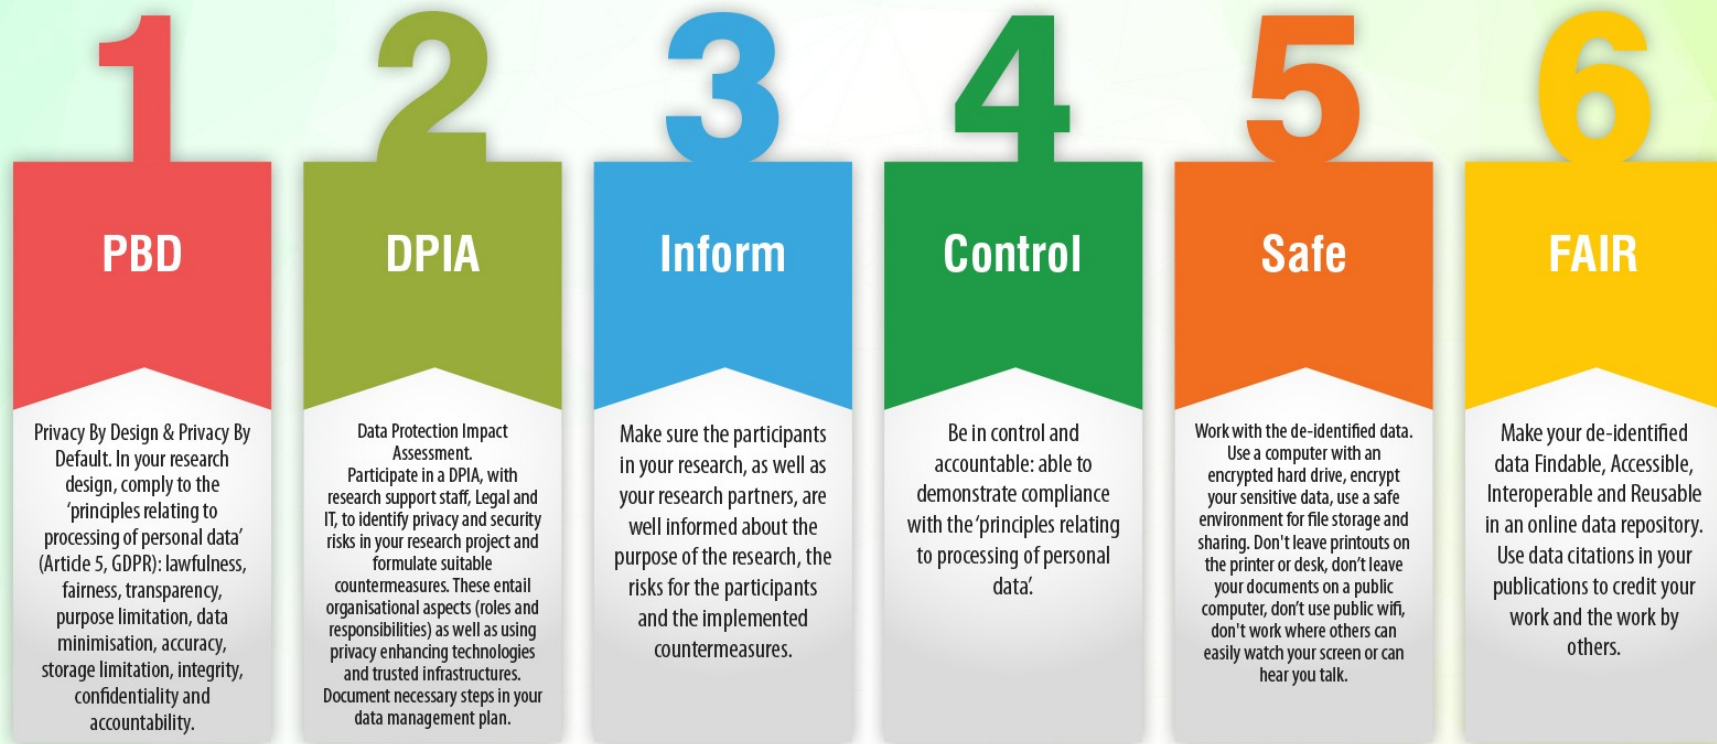 1
PBD
Privacy By Design & Privacy By
Default. In your research
design, comply to the
‘principles relating to
processing of personal data’
(Article 5, GDPR): lawfulness,
fairness, transparency,
purpose limitation, data
minimisation, accuracy,
storage limitation, integrity,
confidentiality and
accountability.
2
DPIA
Data Protection Impact
Assessment.
Participate in a DPIA, with
research support staff, Legal and
IT, to identify privacy and security
risks in your research project and
formulate suitable
countermeasures. These entail
organisational aspects (roles and
responsibilities) as well as using
privacy enhancing technologies
and trusted infrastructures.
Document necessary steps in your
data management plan.
3
Inform
Make sure the participants
in your research, as well as
your research partners, are
well informed about the
purpose of the research, the
risks for the participants
and the implemented
countermeasures.
4
Control
Be in control and
accountable: able to
demonstrate compliance
with the ‘principles relating
to processing of personal
data’.
5
Safe
Work with the de-identified data.
Use a computer with an
encrypted hard drive, encrypt
your sensitive data, use a safe
environment for file storage and
sharing. Don't leave printouts on
the printer or desk, don’t leave
your documents on a public
computer, don’t use public wifi,
don't work where others can
easily watch your screen or can
hear you talk.
6
FAIR
Make your de-identified
data Findable, Accessible,
Interoperable and Reusable
in an online data repository.
Use data citations in your
publications to credit your
work and the work by
others.